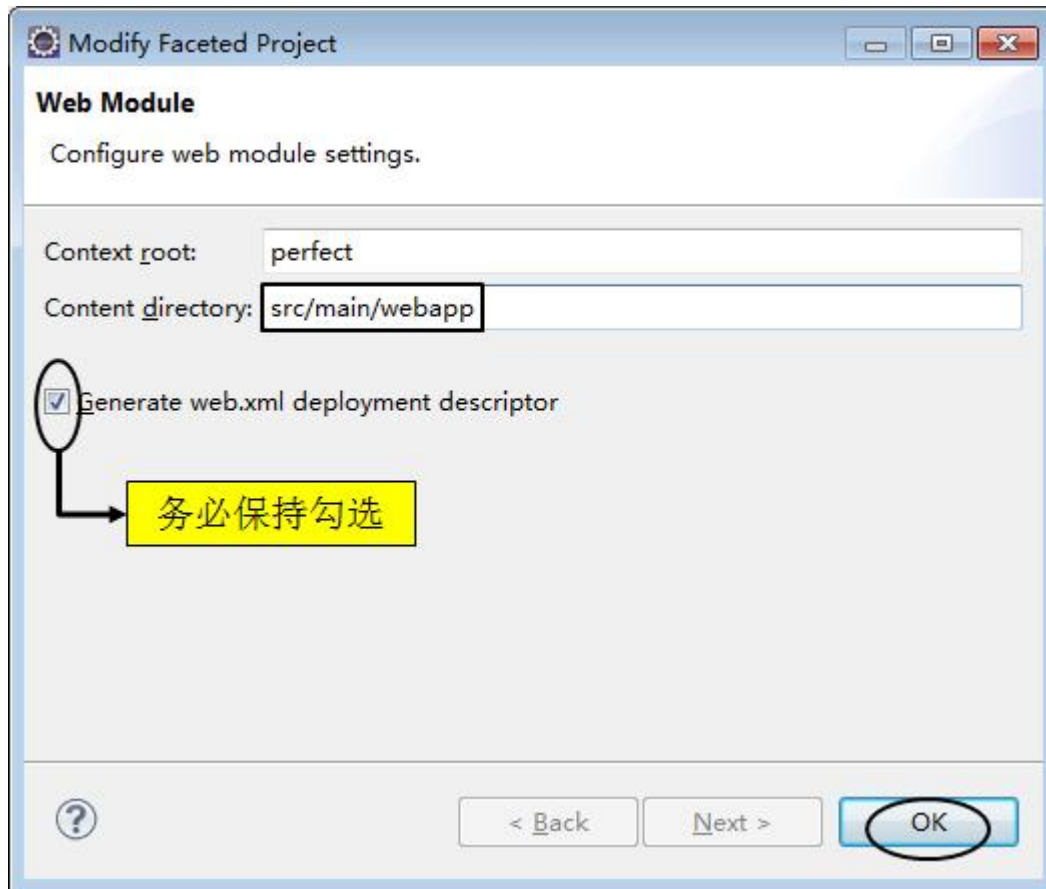 Modify Faceted Project
Web Module
Configure web module settings.
Context root: perfect
Content directory: src/main/webapp
Generate web.xml deployment descriptor
务必保持勾选
? < Back Next > OK